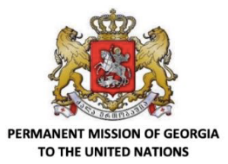 PERMANENT MISSION OF GEORGIA
TO THE UNITED NATIONS